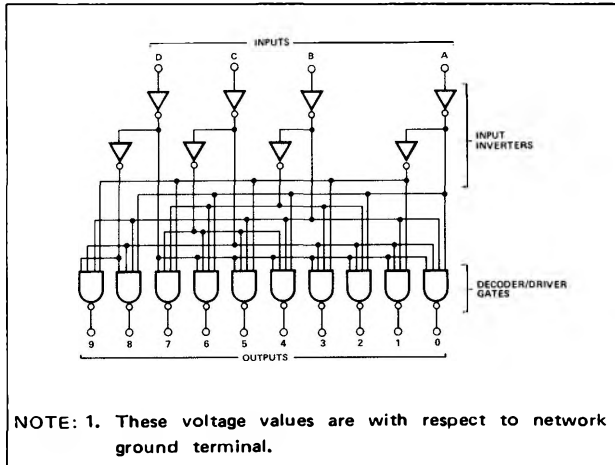 INPUTS
D C B A
INPUT
INVERTERS
DECODER/DRIVER
GATES
9 8 7 6 5 4 3 2 1 0
OUTPUTS
NOTE: 1. These voltage values are with respect to network
ground terminal.